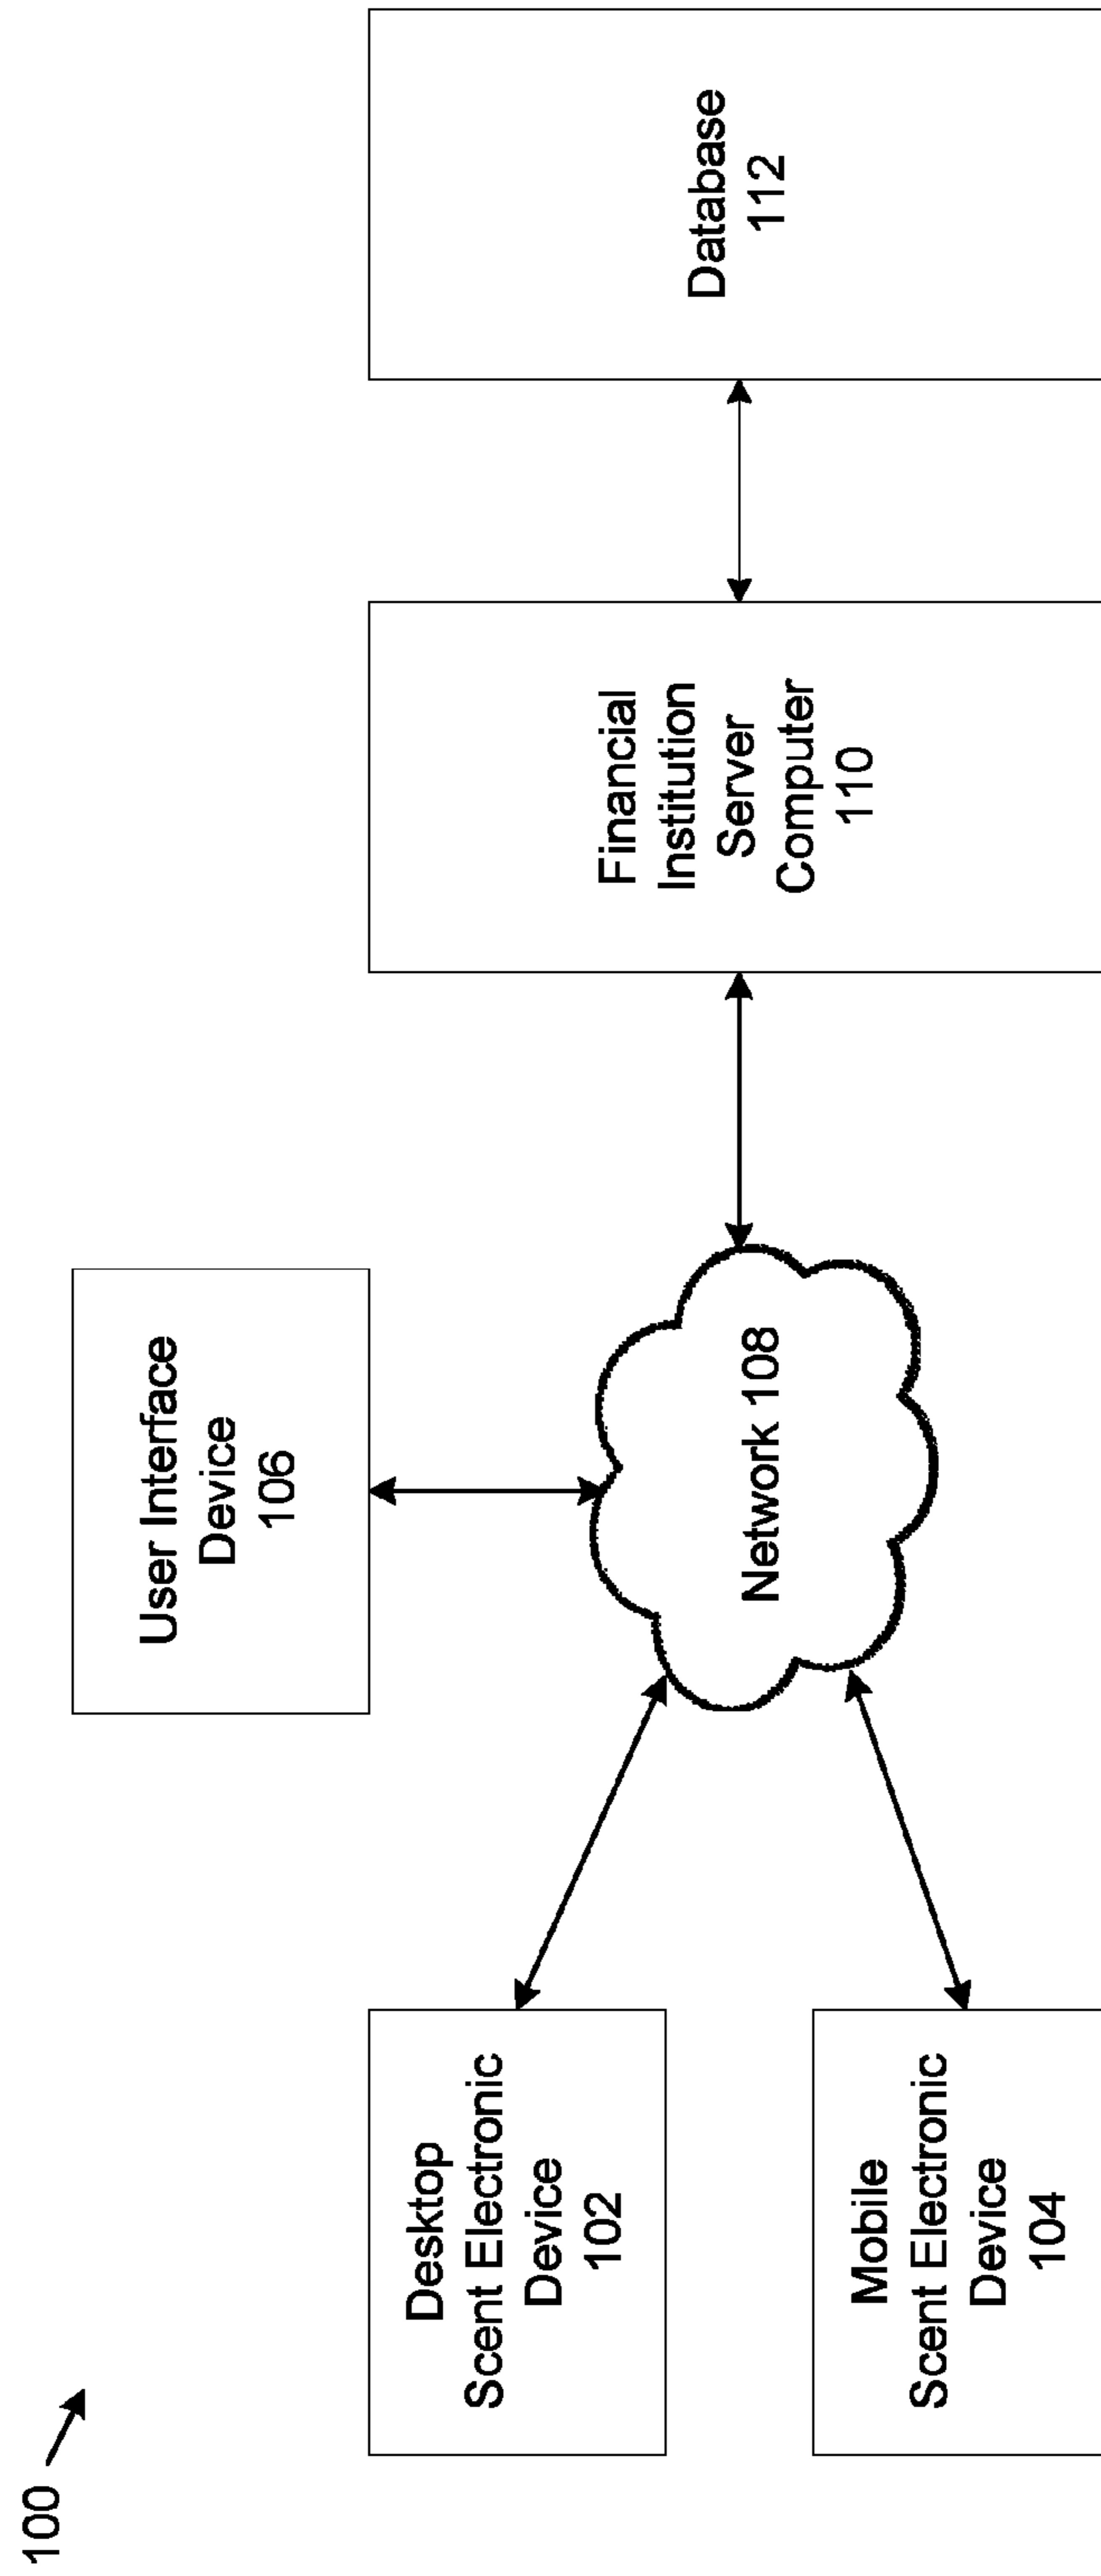 100
User Interface
Device
106
Desktop
Scent Electronic
Device
102
Mobile
Scent Electronic
Device
104
Network 108
Financial
Institution
Server
Computer
110
Database
112